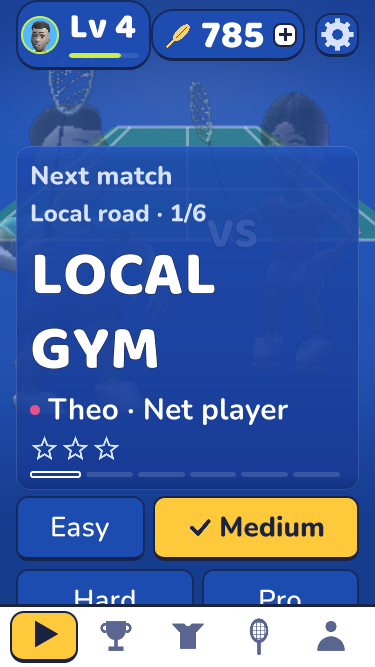 Lv 4
785
Next match
Local road · 1/6
VS
LOCAL
GYM
Theo · Net player
Easy
Medium
Hard
Pro